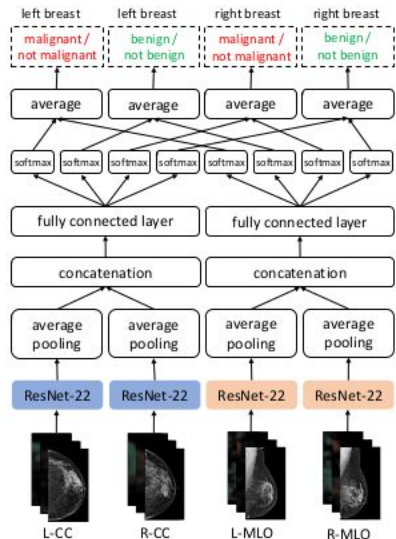 left breast left breast right breast right breast
malignant/ benign/ malignant/ benign/
not malignant not benign not malignant not benign
average average average average
softmax softmax softmax softmax softmax softmax softmax softmax
fully connected layer fully connected layer
concatenation concatenation
average average average average
pooling pooling pooling pooling
ResNet-22 ResNet-22 ResNet-22 ResNet-22
L-CC R-CC L-MLO R-MLO